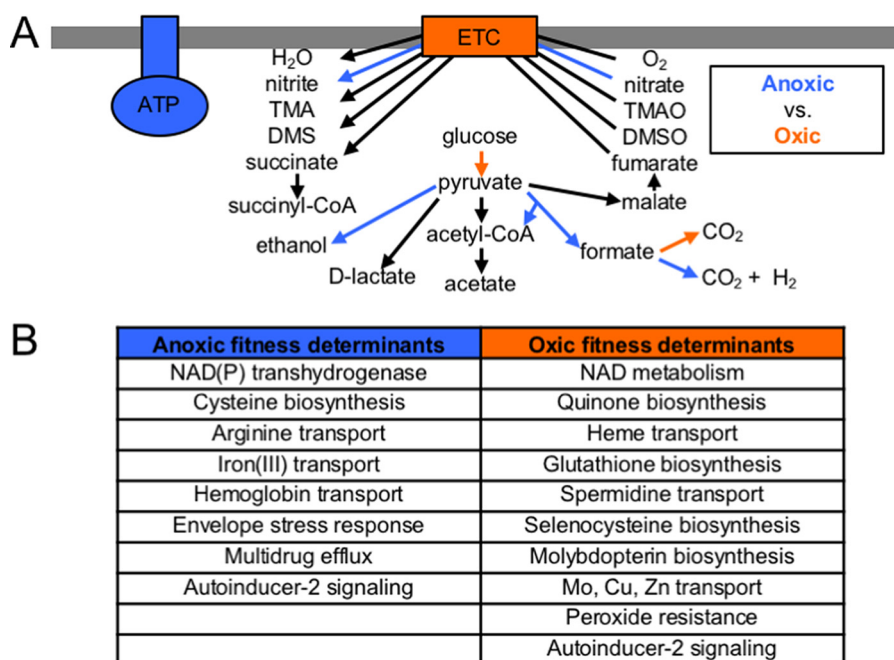 A
ETC
ATP
H₂O
nitrite
TMA
DMS
succinate
succinyl-CoA
O₂
nitrate
TMAO
DMSO
fumarate
malate
Anoxic
vs.
Oxic
glucose
pyruvate
ethanol
D-lactate
acetyl-CoA
acetate
formate
CO₂
CO₂ + H₂
B
Anoxic fitness determinants Oxic fitness determinants
NAD(P) transhydrogenase NAD metabolism
Cysteine biosynthesis Quinone biosynthesis
Arginine transport Heme transport
Iron(III) transport Glutathione biosynthesis
Hemoglobin transport Spermidine transport
Envelope stress response Selenocysteine biosynthesis
Multidrug efflux Molybdopterin biosynthesis
Autoinducer-2 signaling Mo, Cu, Zn transport
Peroxide resistance
Autoinducer-2 signaling